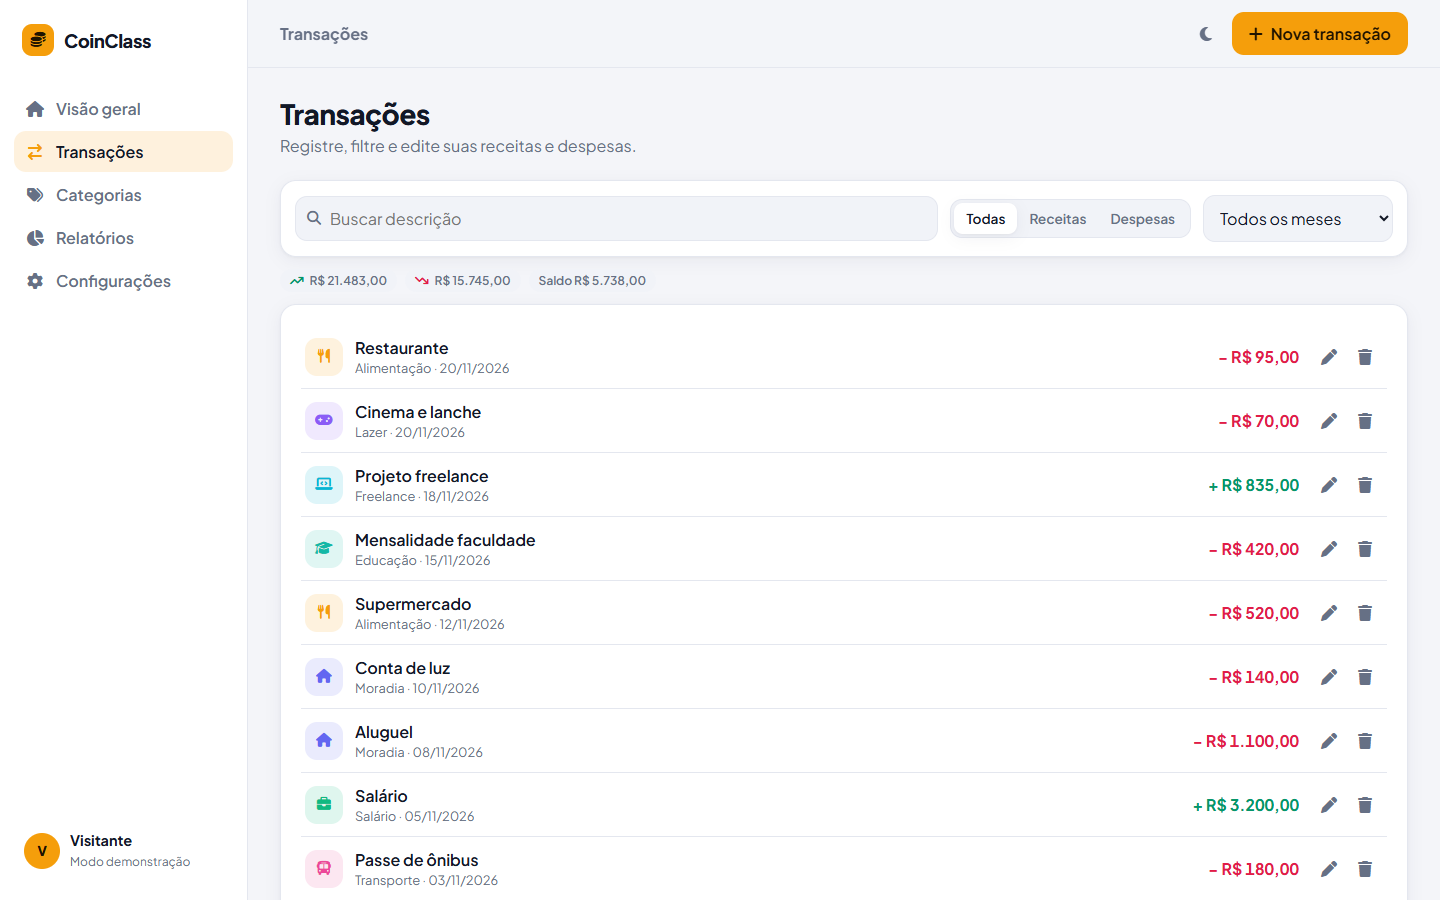 CoinClass
Visão geral
Transações
Categorias
Relatórios
Configurações
V
Visitante
Modo demonstração
Transações
Nova transação
Transações
Registre, filtre e edite suas receitas e despesas.
Buscar descrição
Todas
Receitas
Despesas
Todos os meses
R$ 21.483,00
R$ 15.745,00
Saldo R$ 5.738,00
Restaurante
Alimentação · 20/11/2026
− R$ 95,00
Cinema e lanche
Lazer · 20/11/2026
− R$ 70,00
Projeto freelance
Freelance · 18/11/2026
+ R$ 835,00
Mensalidade faculdade
Educação · 15/11/2026
− R$ 420,00
Supermercado
Alimentação · 12/11/2026
− R$ 520,00
Conta de luz
Moradia · 10/11/2026
− R$ 140,00
Aluguel
Moradia · 08/11/2026
− R$ 1.100,00
Salário
Salário · 05/11/2026
+ R$ 3.200,00
Passe de ônibus
Transporte · 03/11/2026
− R$ 180,00